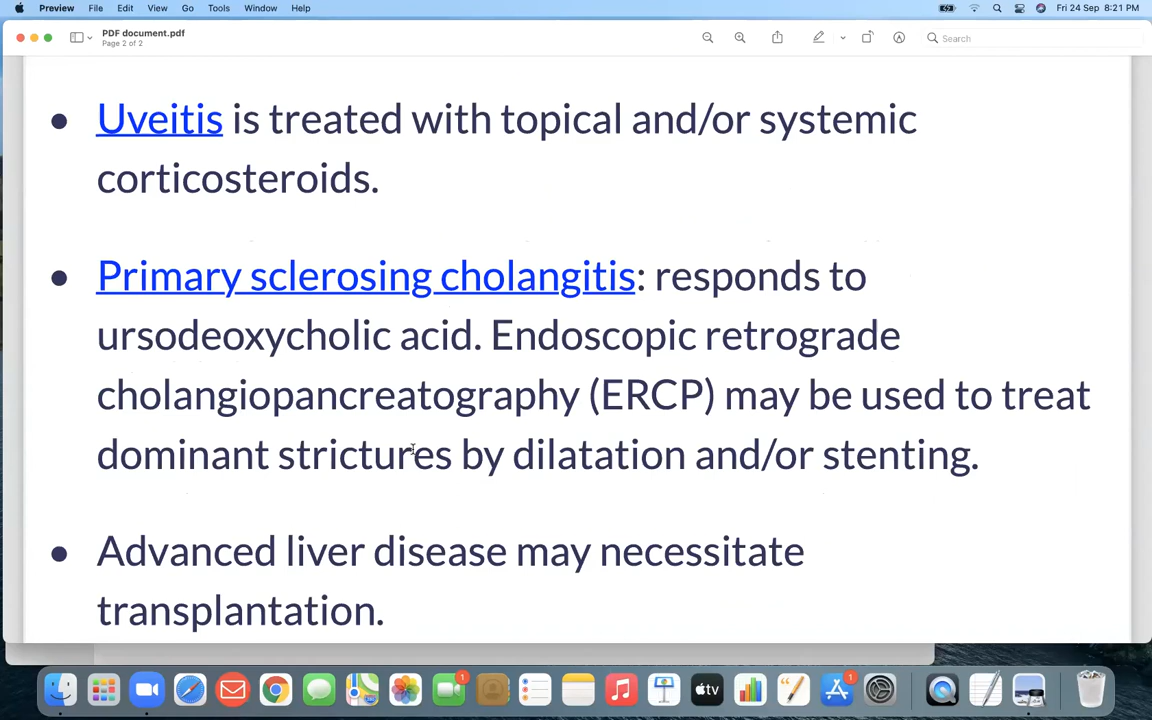 Preview File Edit View Go Tools Window Help Fri 24 Sep 8:21 PM
PDF document.pdf
Page 2 of 2
Search
● Uveitis is treated with topical and/or systemic
corticosteroids.
● Primary sclerosing cholangitis: responds to
ursodeoxycholic acid. Endoscopic retrograde
cholangiopancreatography (ERCP) may be used to treat
dominant strictures by dilatation and/or stenting.
● Advanced liver disease may necessitate
transplantation.
1
tv
1